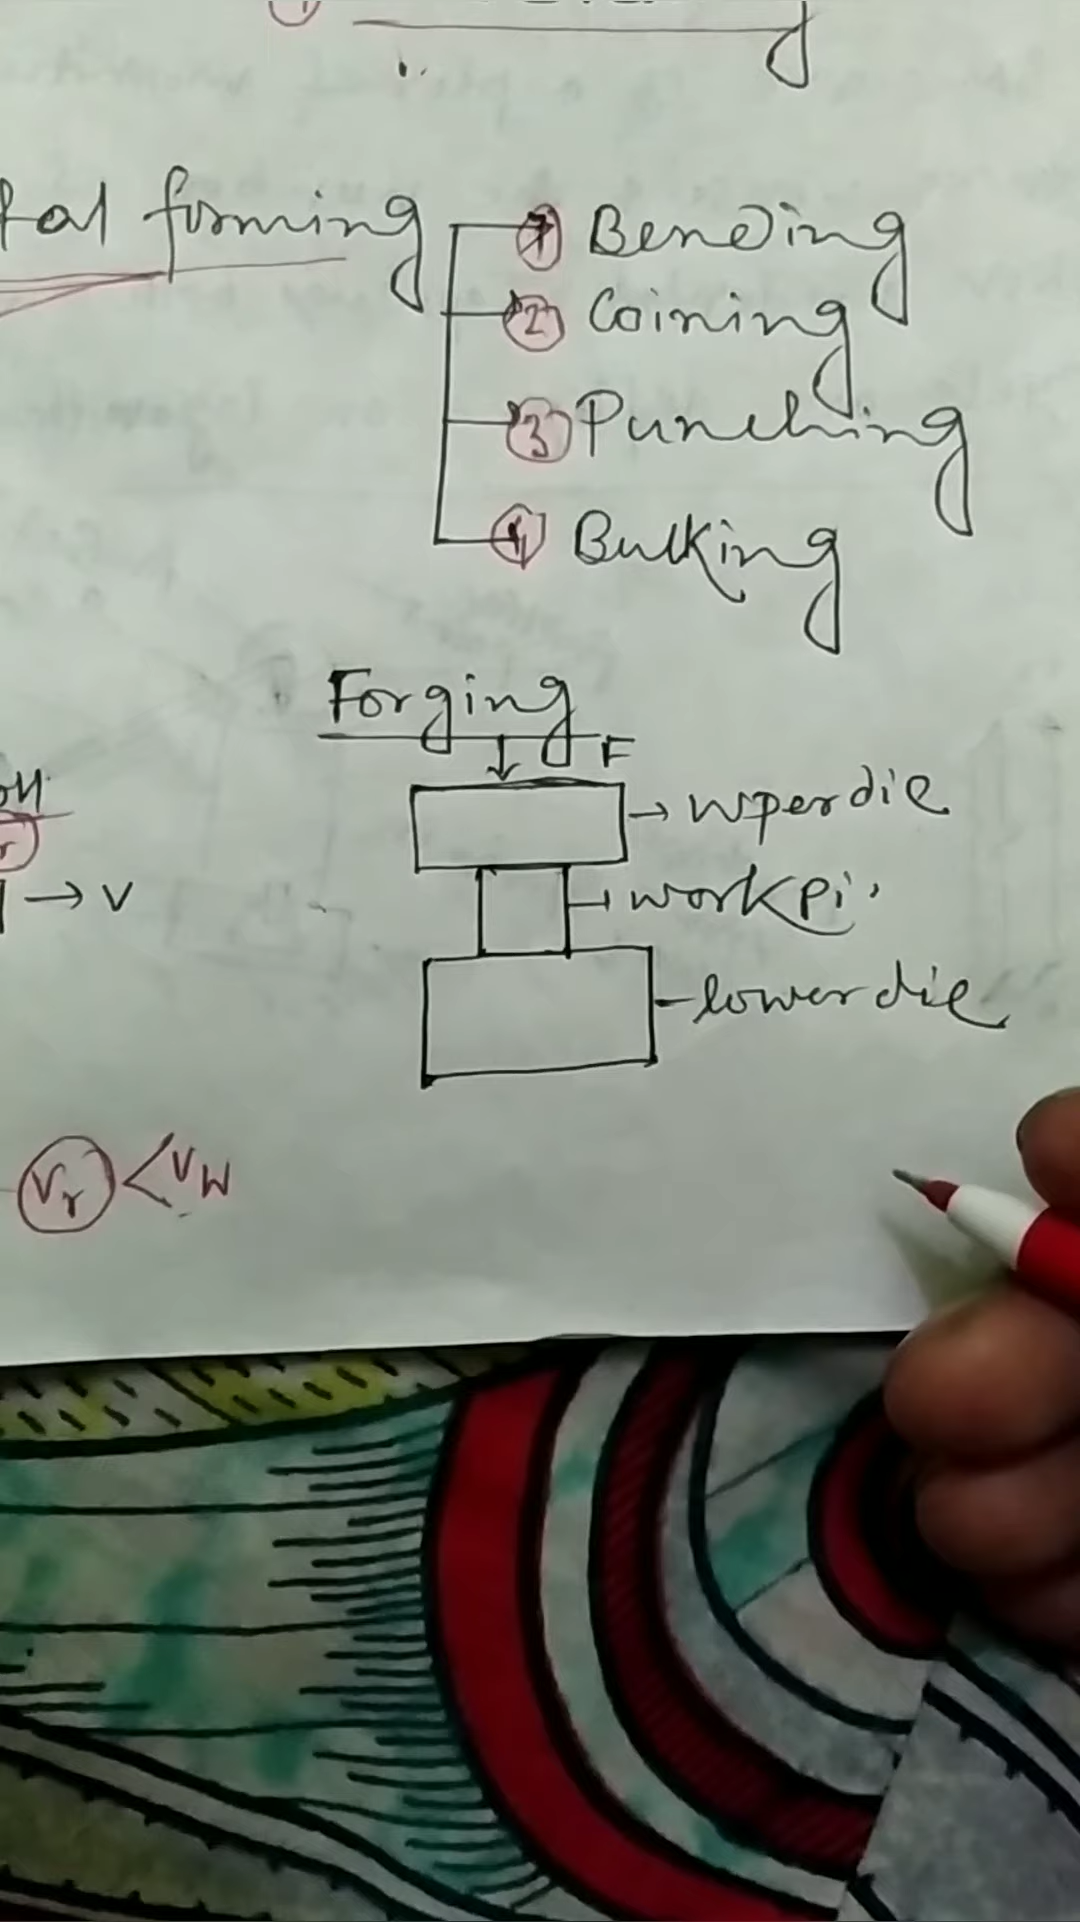 tal forming
① Bending
② Coining
③ Punching
④ Bulking
Forging
F
upper die
workpi
→ V
lower die
Vr < VW